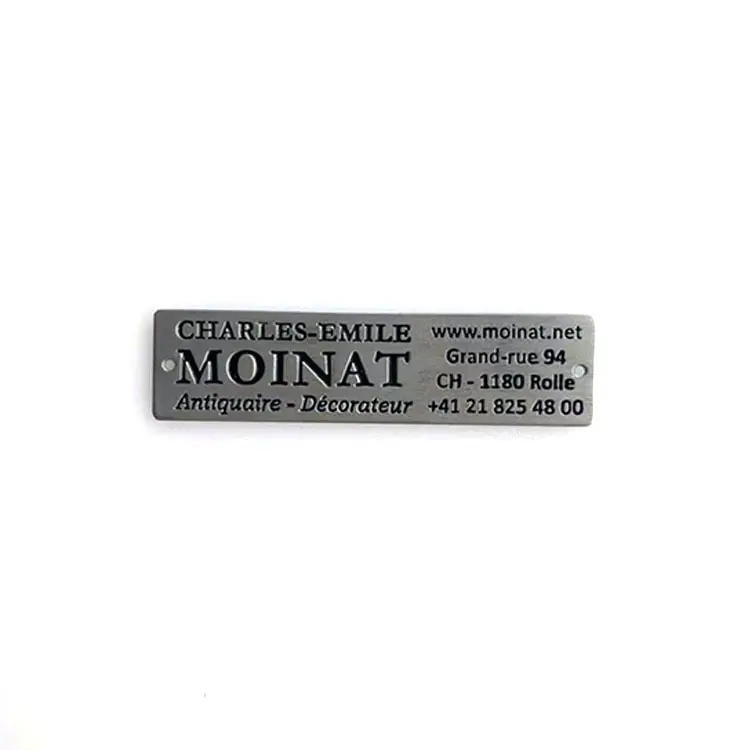 CHARLES-EMILE
MOINAT
Antiquaire - Décorateur
www.moinat.net
Grand-rue 94
CH - 1180 Rolle
+41 21 825 48 00